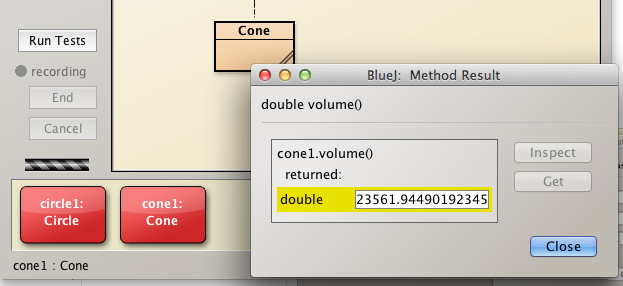 Cone
Run Tests
recording
End
Cancel
BlueJ: Method Result
double volume()
cone1.volume()
returned:
double 23561.94490192345
Inspect
Get
Close
circle1:
Circle
cone1:
Cone
cone1 : Cone